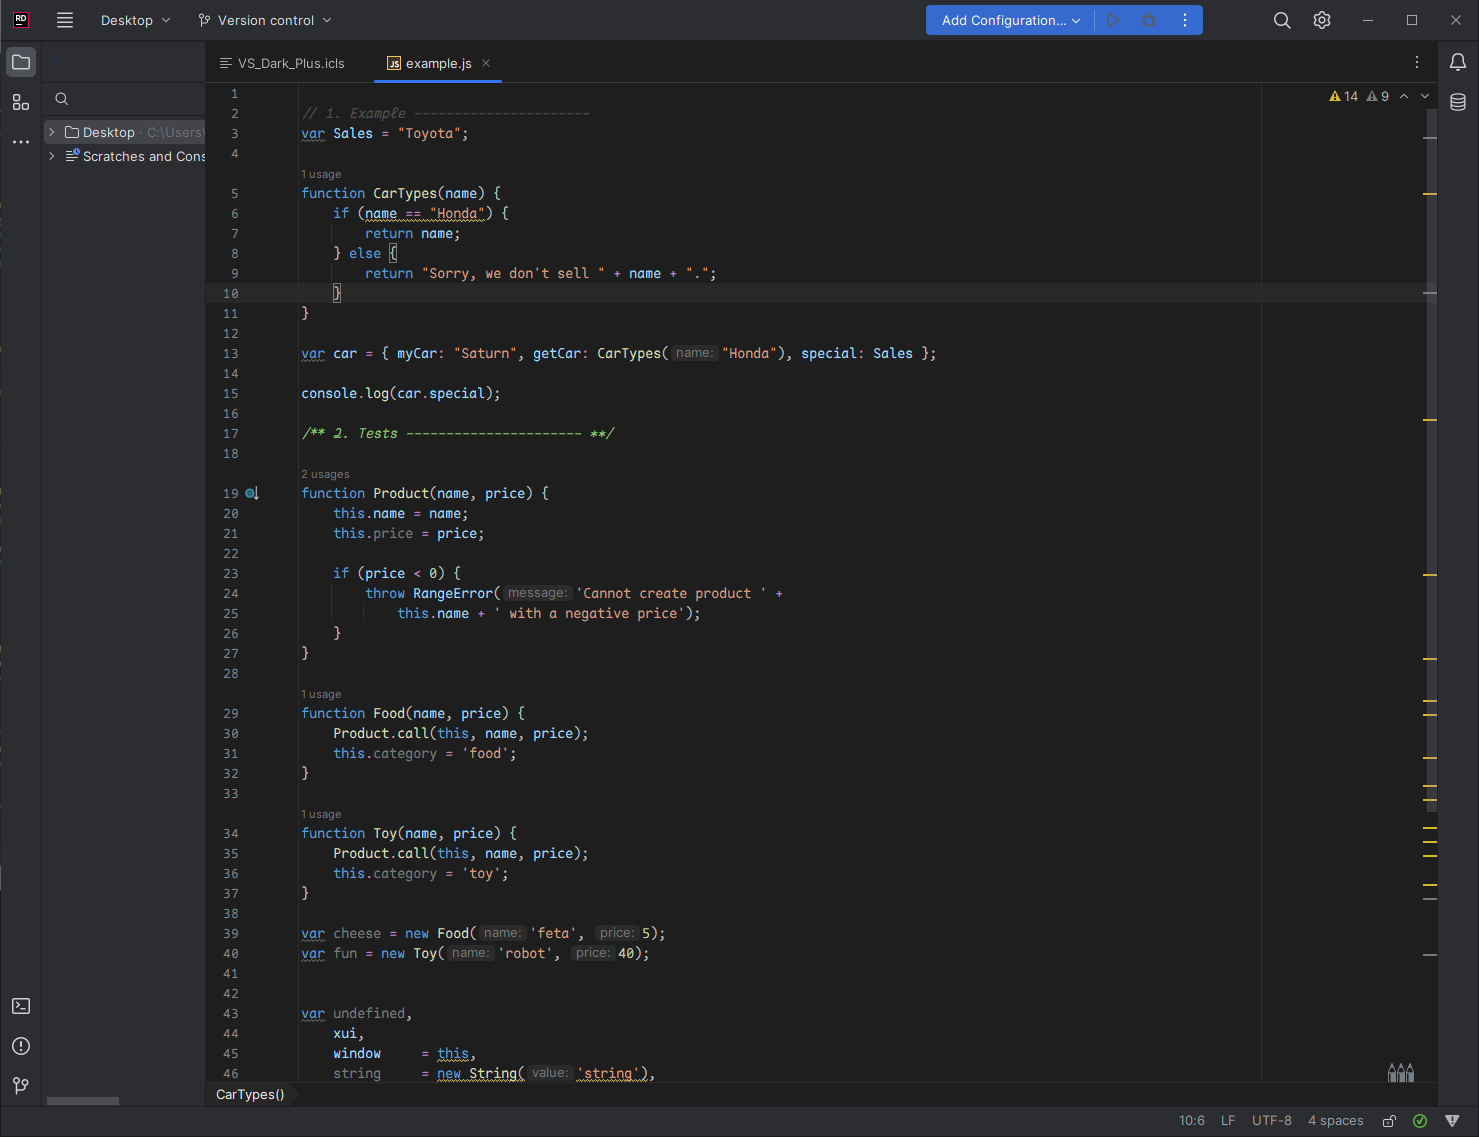 RD
Desktop
Version control
Add Configuration...
VS_Dark_Plus.icls
JS example.js
14
9
Desktop C:\Users\
Scratches and Cons
1
2 // 1. Example ----------------------
3 var Sales = "Toyota";
4
1 usage
5 function CarTypes(name) {
6 if (name == "Honda") {
7 return name;
8 } else {
9 return "Sorry, we don't sell " + name + ".";
10 }
11 }
12
13 var car = { myCar: "Saturn", getCar: CarTypes( name: "Honda"), special: Sales };
14
15 console.log(car.special);
16
17 /** 2. Tests ---------------------- **/
18
2 usages
19 function Product(name, price) {
20 this.name = name;
21 this.price = price;
22
23 if (price < 0) {
24 throw RangeError( message: 'Cannot create product ' +
25 this.name + ' with a negative price');
26 }
27 }
28
1 usage
29 function Food(name, price) {
30 Product.call(this, name, price);
31 this.category = 'food';
32 }
33
1 usage
34 function Toy(name, price) {
35 Product.call(this, name, price);
36 this.category = 'toy';
37 }
38
39 var cheese = new Food( name: 'feta', price: 5);
40 var fun = new Toy( name: 'robot', price: 40);
41
42
43 var undefined,
44 xui,
45 window = this,
46 string = new String( value: 'string'),
CarTypes()
10:6 LF UTF-8 4 spaces